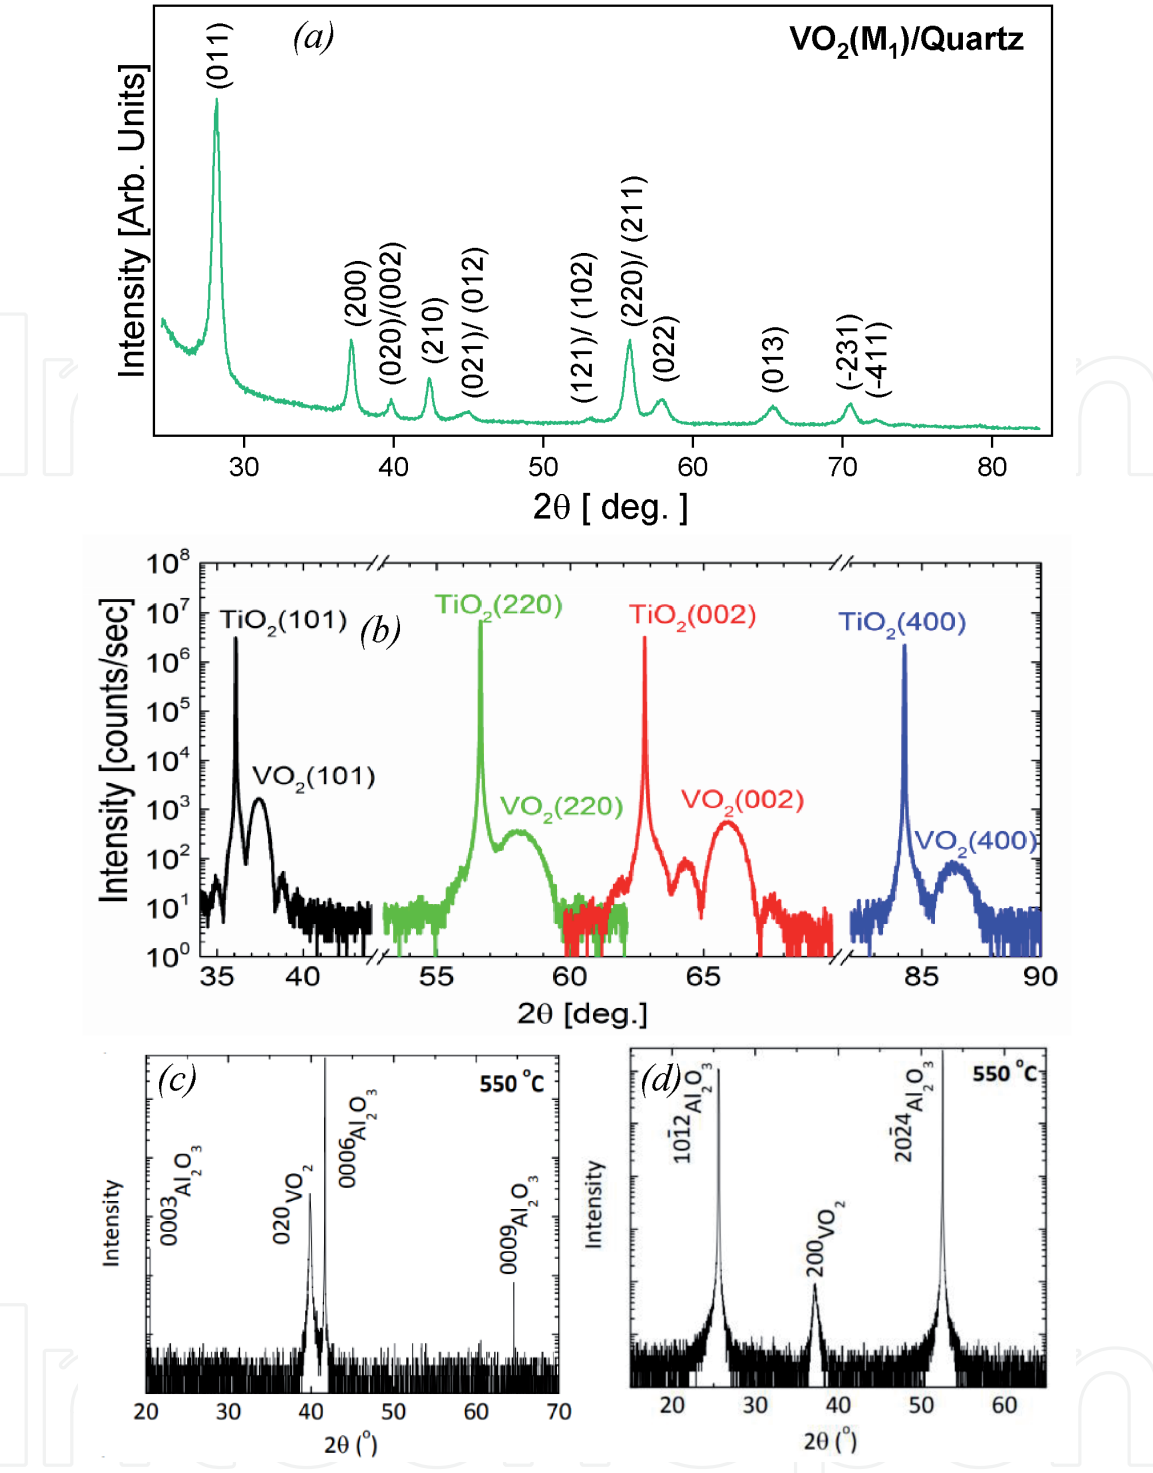 (a)
VO2(M1)/Quartz
Intensity [Arb. Units]
(011)
(200)
(020)/(002)
(210)
(021)/ (012)
(121)/ (102)
(220)/ (211)
(022)
(013)
(-231)
(-411)
30 40 50 60 70 80
2θ [ deg. ]
(b)
Intensity [counts/sec]
10^8
10^7
10^6
10^5
10^4
10^3
10^2
10^1
10^0
TiO2(101)
VO2(101)
TiO2(220)
VO2(220)
TiO2(002)
VO2(002)
TiO2(400)
VO2(400)
35 40 55 60 65 85 90
2θ [deg.]
(c)
550 °C
Intensity
0003Al2O3
020VO2
0006Al2O3
0009Al2O3
20 30 40 50 60 70
2θ (°)
(d)
550 °C
Intensity
101̄2Al2O3
200VO2
202̄4Al2O3
20 30 40 50 60
2θ (°)